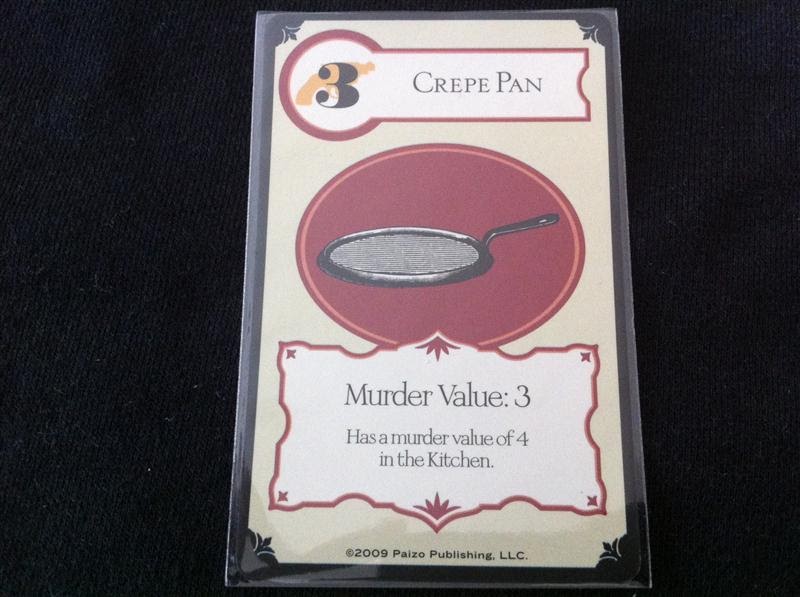 3
CREPE PAN
Murder Value: 3
Has a murder value of 4
in the Kitchen.
©2009 Paizo Publishing, LLC.